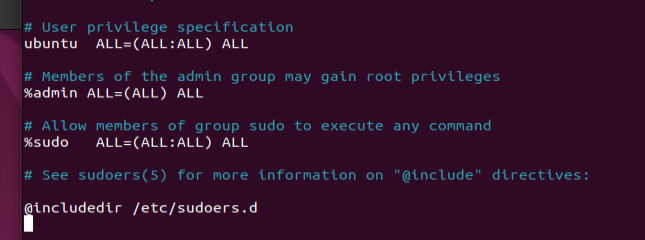 # User privilege specification
ubuntu  ALL=(ALL:ALL) ALL
# Members of the admin group may gain root privileges
%admin ALL=(ALL) ALL
# Allow members of group sudo to execute any command
%sudo   ALL=(ALL:ALL) ALL
# See sudoers(5) for more information on "@include" directives:
@includedir /etc/sudoers.d